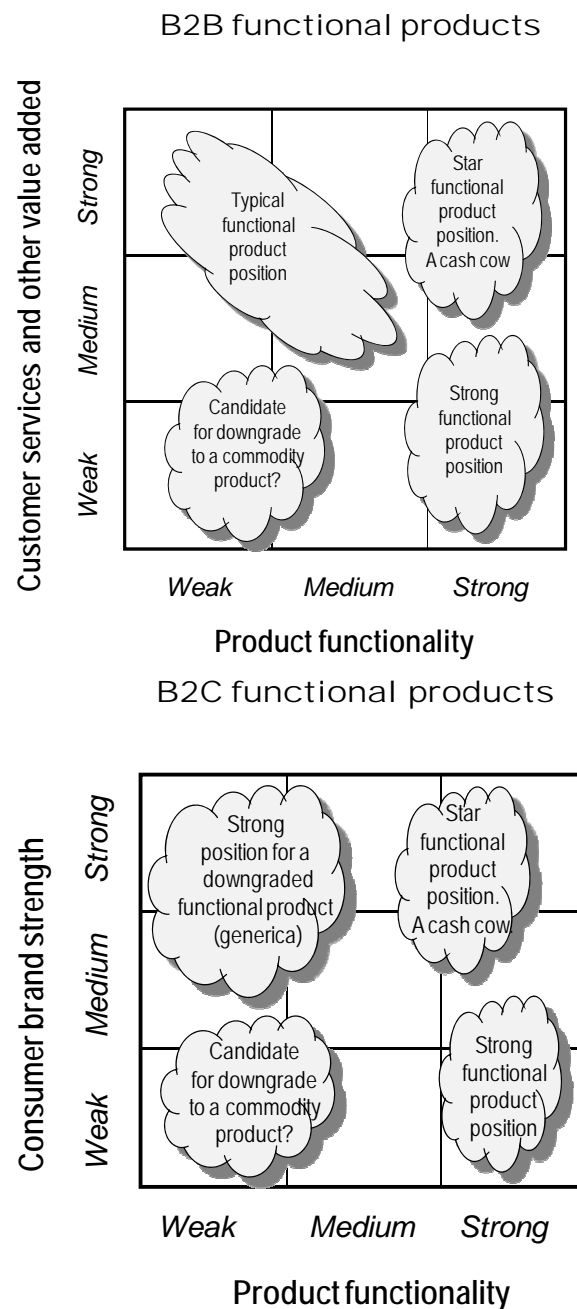 B2B functional products
Customer services and other value added
Strong
Medium
Weak
Typical
functional
product
position
Star
functional
product
position.
A cash cow
Candidate
for downgrade
to a commodity
product?
Strong
functional
product
position
Weak
Medium
Strong
Product functionality
B2C functional products
Consumer brand strength
Strong
Medium
Weak
Strong
position for a
downgraded
functional product
(generica)
Star
functional
product
position.
A cash cow.
Candidate
for downgrade
to a commodity
product?
Strong
functional
product
position
Weak
Medium
Strong
Product functionality